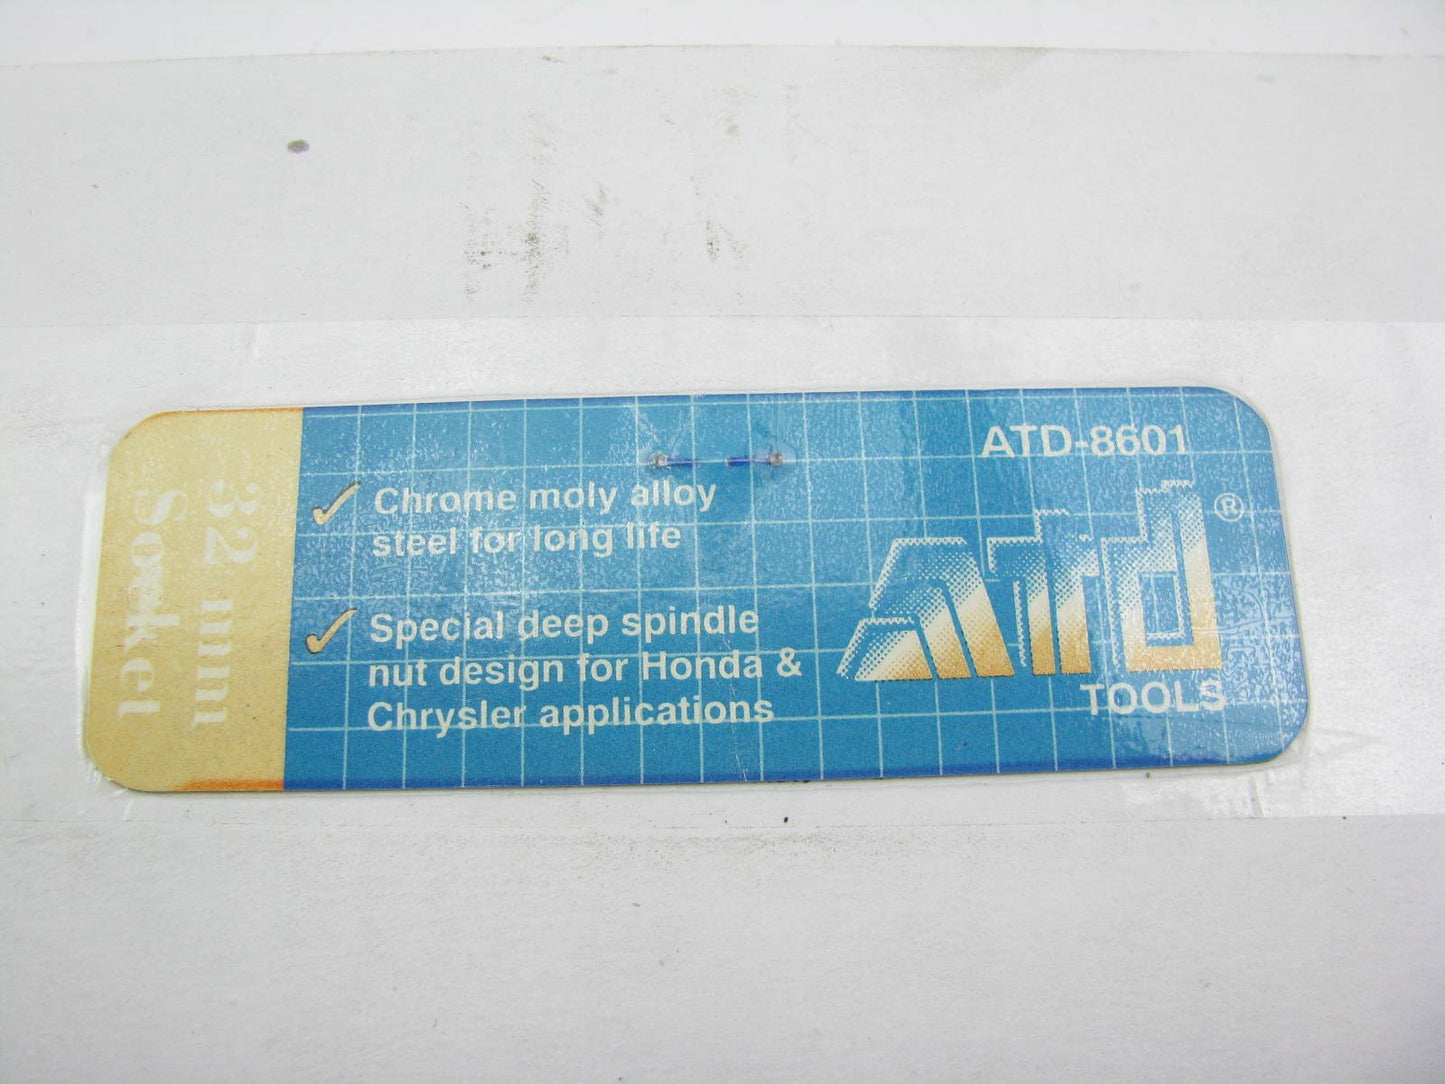 32 mm
Socket
Chrome moly alloy
steel for long life
Special deep spindle
nut design for Honda &
Chrysler applications
ATD-8601
ATD®
TOOLS